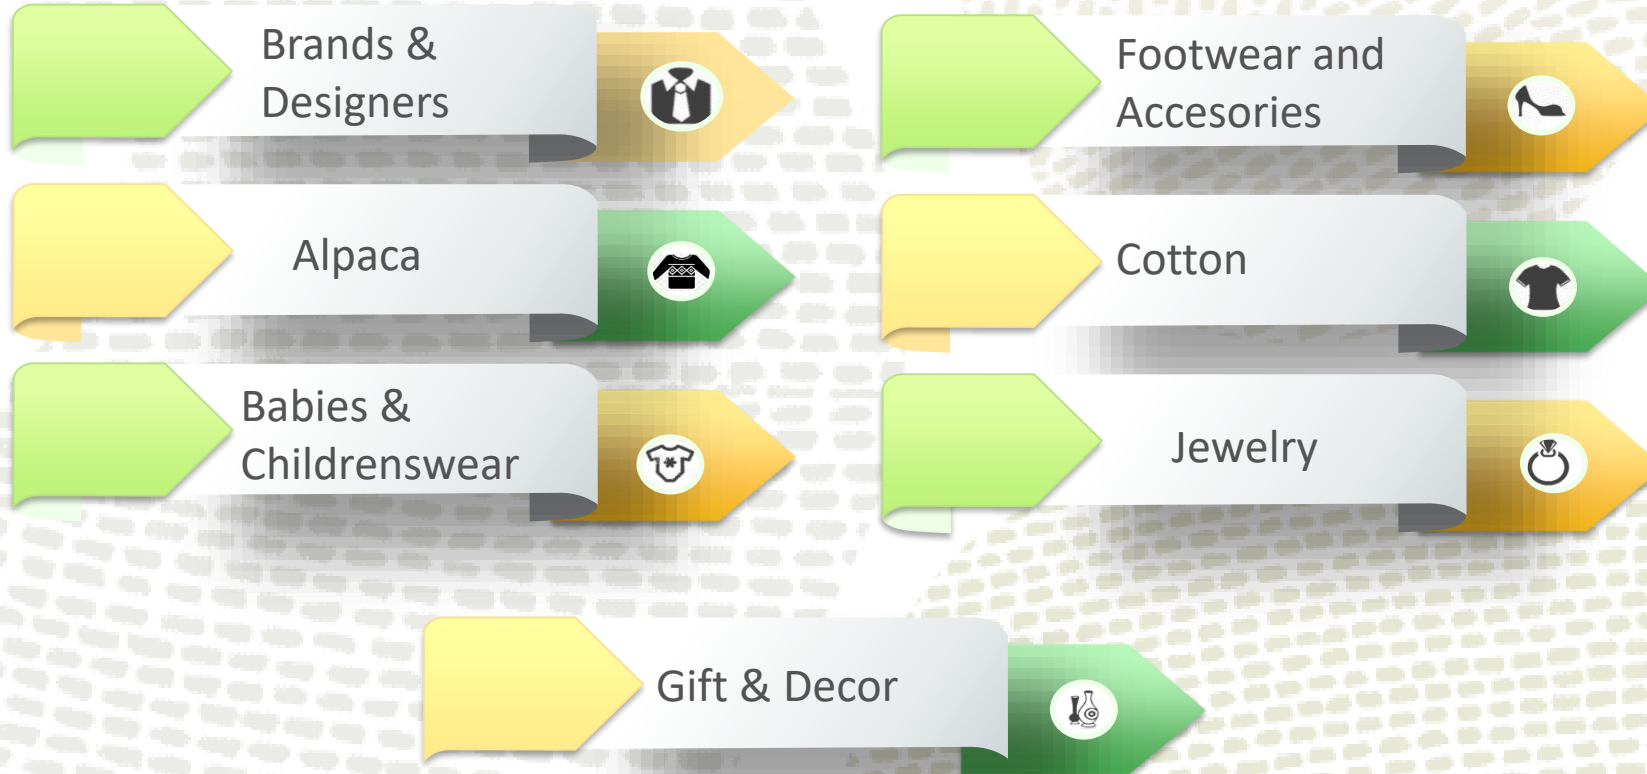 Brands &
Designers
Footwear and
Accesories
Alpaca
Cotton
Babies &
Childrenswear
Jewelry
Gift & Decor